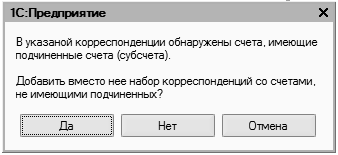 1С:Предприятие
В указаной корреспонденции обнаружены счета, имеющие
подчиненные счета (субсчета).
Добавить вместо нее набор корреспонденций со счетами,
не имеющими подчиненных?
Да Нет Отмена